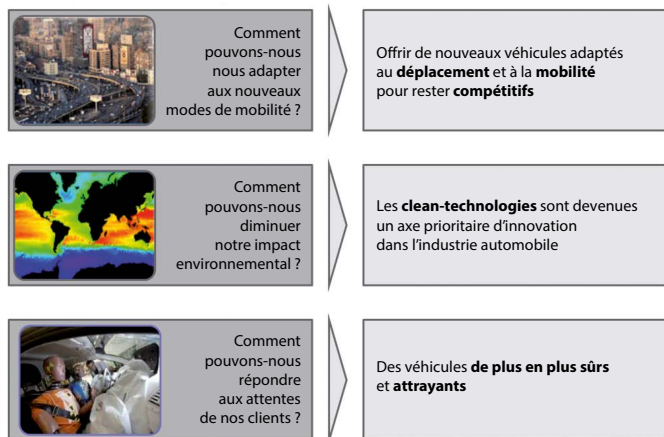 Comment
pouvons-nous
nous adapter
aux nouveaux
modes de mobilité ?
Offrir de nouveaux véhicules adaptés
au déplacement et à la mobilité
pour rester compétitifs
Comment
pouvons-nous
diminuer
notre impact
environnemental ?
Les clean-technologies sont devenues
un axe prioritaire d’innovation
dans l’industrie automobile
Comment
pouvons-nous
répondre
aux attentes
de nos clients ?
Des véhicules de plus en plus sûrs
et attrayants